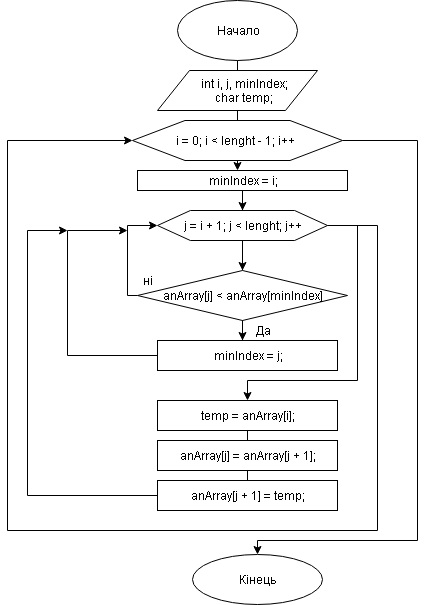 Начало
int i, j, minIndex;
char temp;
i = 0; i < lenght - 1; i++
minIndex = i;
j = i + 1; j < lenght; j++
ні
anArray[j] < anArray[minIndex]
Да
minIndex = j;
temp = anArray[i];
anArray[j] = anArray[j + 1];
anArray[j + 1] = temp;
Кінець